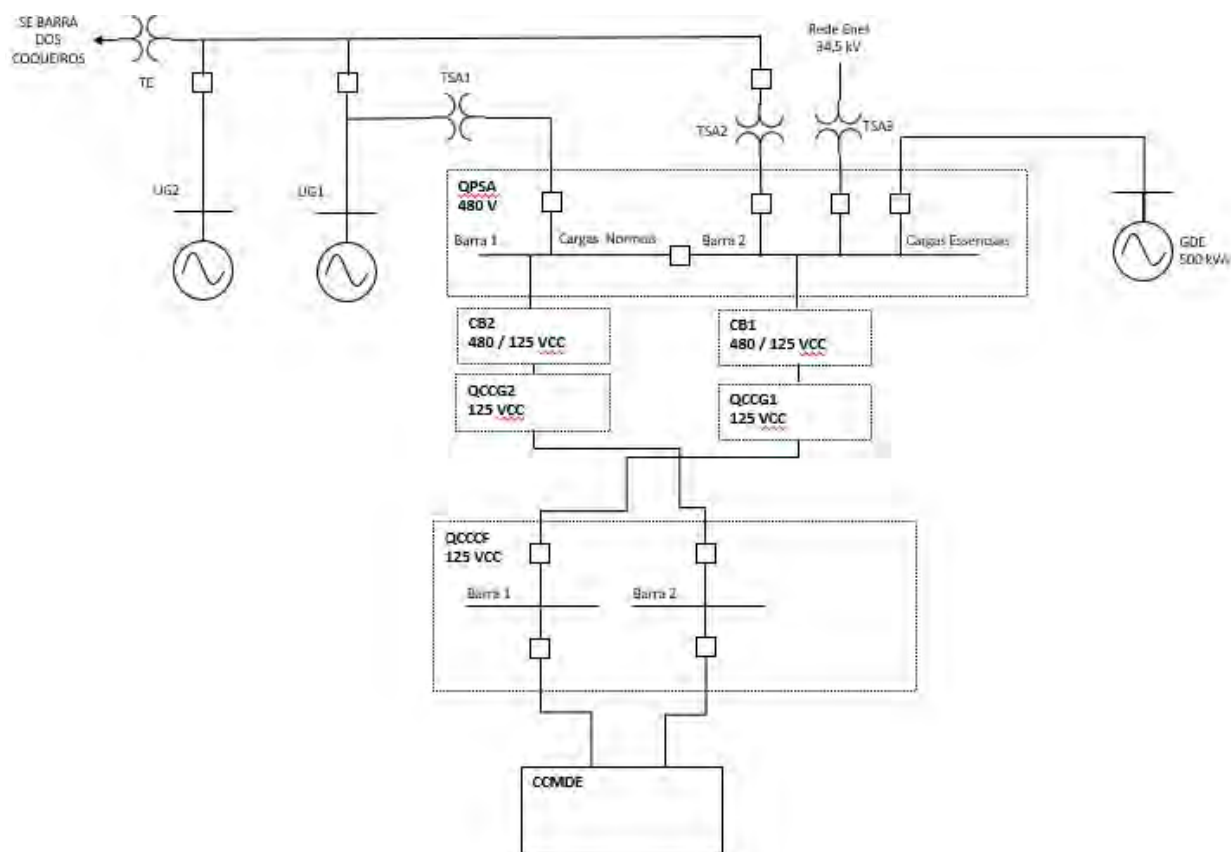 SE BARRA
DOS
COQUEIROS
TE
TSA1
Rede Enel
34,5 kV
TSA2
TSA3
UG2
UG1
QPSA
480 V
Barra 1
Cargas Normais
Barra 2
Cargas Essenciais
GDE
500 kVA
CB2
480 / 125 VCC
CB1
480 / 125 VCC
QCCG2
125 VCC
QCCG1
125 VCC
QCCCF
125 VCC
Barra 1
Barra 2
CCMDE